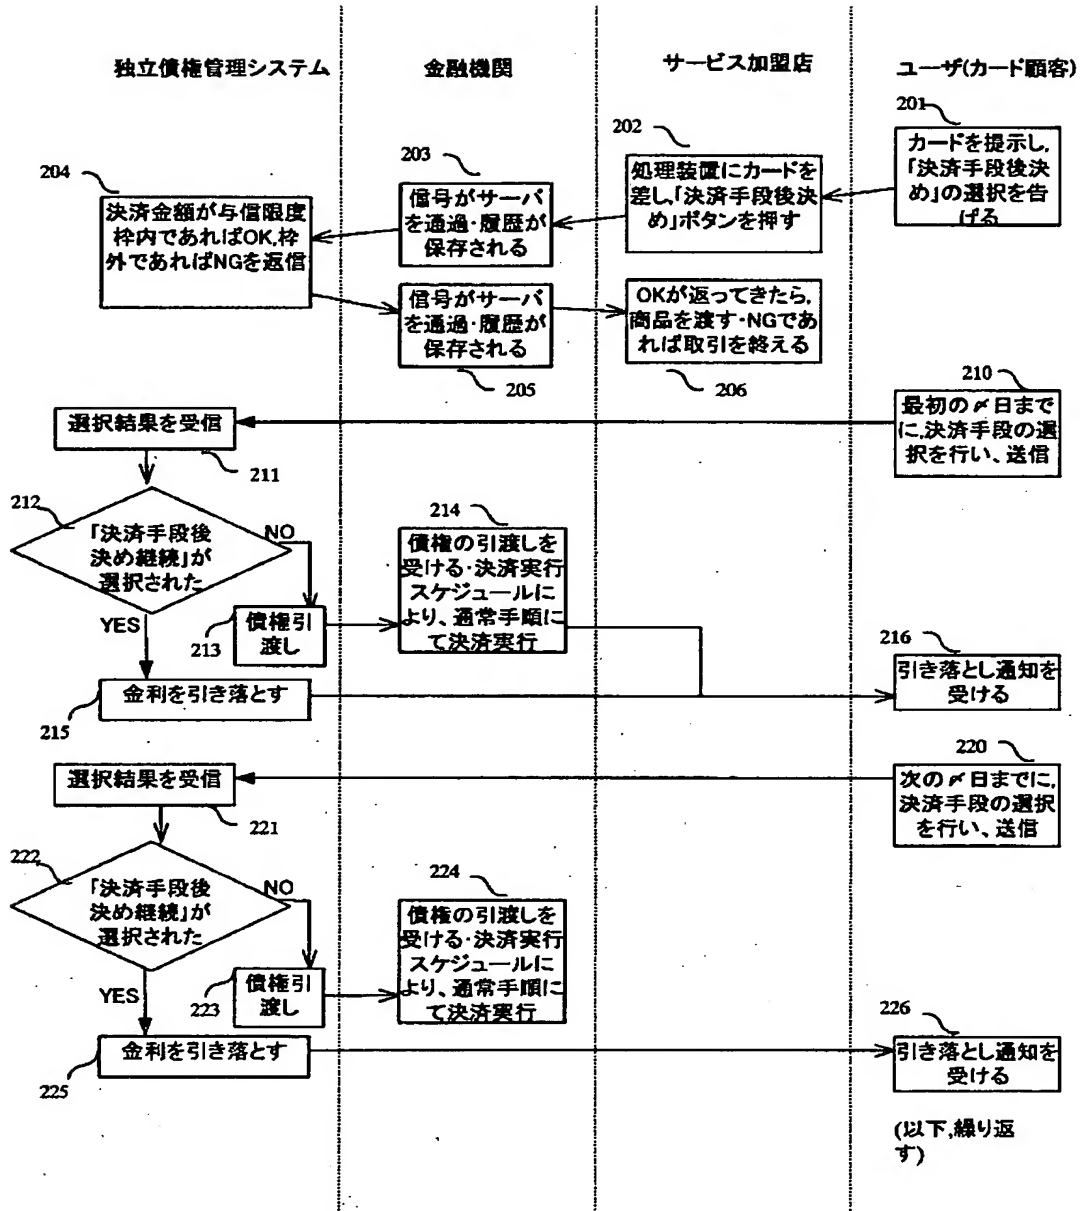 独立債権管理システム
金融機関
サービス加盟店
ユーザ(カード顧客)
201
カードを提示し,
「決済手段後決
め」の選択を告
げる
202
処理装置にカードを
差し,「決済手段後決
め」ボタンを押す
203
信号がサーバ
を通過・履歴が
保存される
204
決済金額が与信限度
枠内であればOK,枠
外であればNGを返信
信号がサーバ
を通過・履歴が
保存される
205
OKが返ってきたら,
商品を渡す・NGであ
れば取引を終える
206
210
最初の〆日まで
に,決済手段の選
択を行い、送信
選択結果を受信
211
212
「決済手段後
決め継続」が
選択された
NO
YES
213
債権引
渡し
214
債権の引渡しを
受ける・決済実行
スケジュールに
より、通常手順に
て決済実行
金利を引き落とす
215
216
引き落とし通知を
受ける
220
次の〆日までに,
決済手段の選択
を行い、送信
選択結果を受信
221
222
「決済手段後
決め継続」が
選択された
NO
YES
223
債権引
渡し
224
債権の引渡しを
受ける・決済実行
スケジュールに
より、通常手順に
て決済実行
金利を引き落とす
225
226
引き落とし通知を
受ける
(以下,繰り返
す)